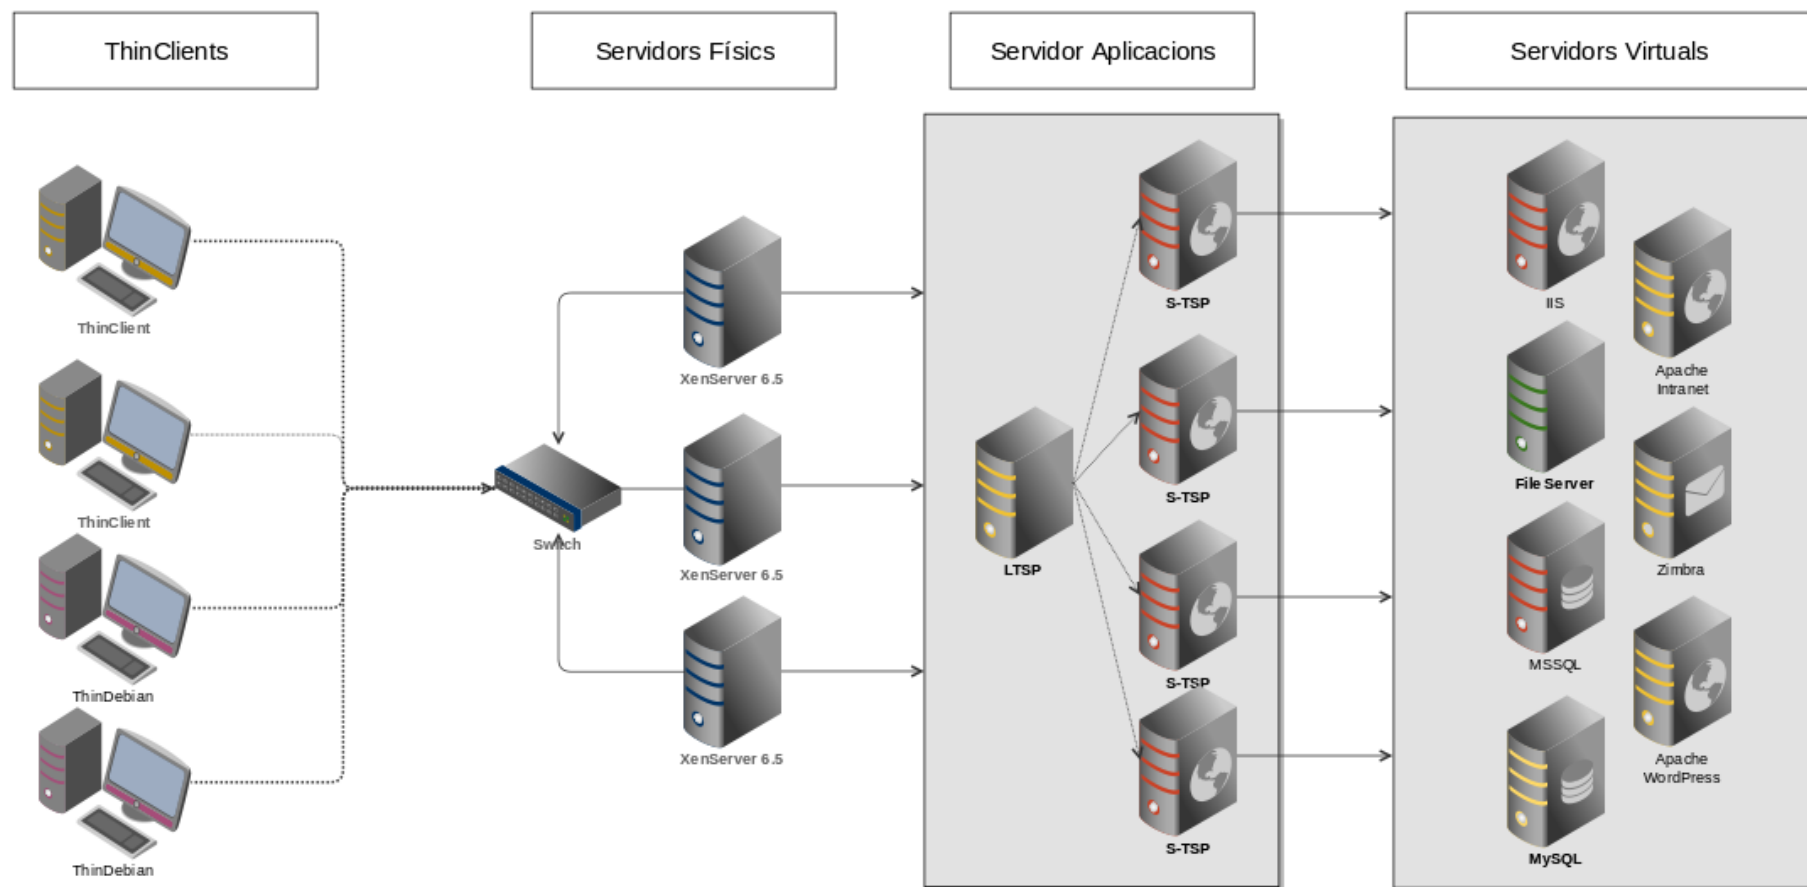 ThinClients
Servidors Físics
Servidor Aplicacions
Servidors Virtuals
ThinClient
ThinClient
ThinDebian
ThinDebian
Switch
XenServer 6.5
XenServer 6.5
XenServer 6.5
LTSP
S-TSP
S-TSP
S-TSP
S-TSP
IIS
Apache
Intranet
File Server
Zimbra
MSSQL
Apache
WordPress
MySQL